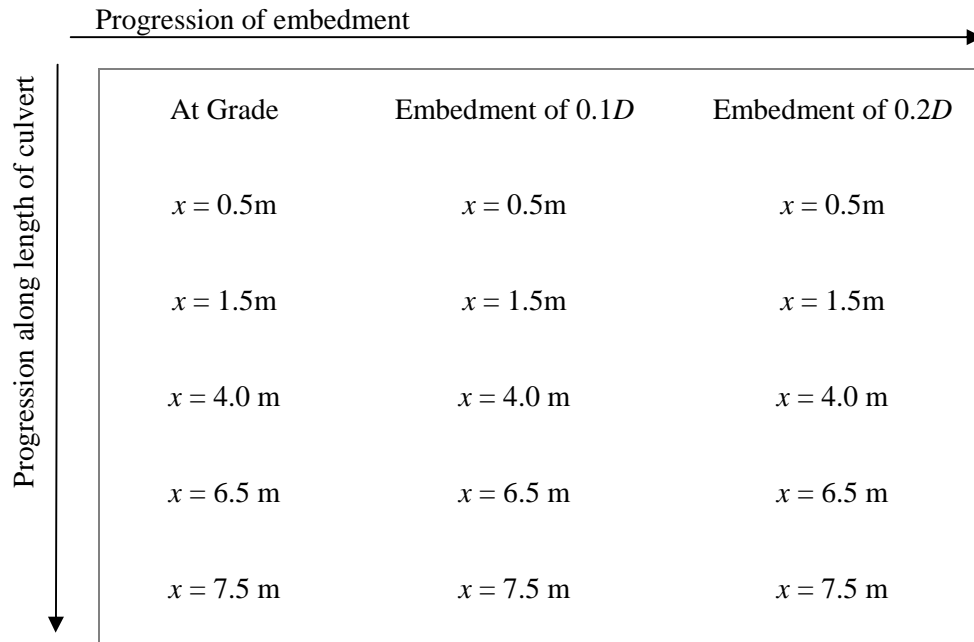 Progression of embedment
Progression along length of culvert
At Grade Embedment of 0.1D Embedment of 0.2D
x = 0.5m x = 0.5m x = 0.5m
x = 1.5m x = 1.5m x = 1.5m
x = 4.0 m x = 4.0 m x = 4.0 m
x = 6.5 m x = 6.5 m x = 6.5 m
x = 7.5 m x = 7.5 m x = 7.5 m